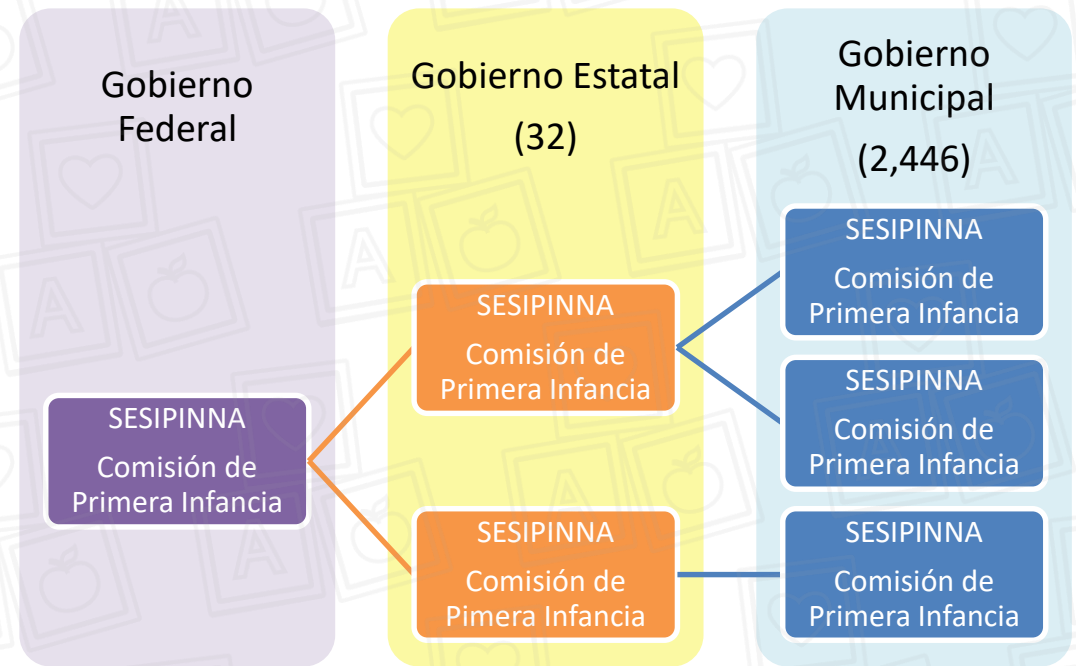 Gobierno
Federal
SESIPINNA
Comisión de
Primera Infancia
Gobierno Estatal
(32)
SESIPINNA
Comisión de
Primera Infancia
SESIPINNA
Comisión de
Pimera Infancia
Gobierno
Municipal
(2,446)
SESIPINNA
Comisión de
Primera Infancia
SESIPINNA
Comisión de
Primera Infancia
SESIPINNA
Comisión de
Primera Infancia